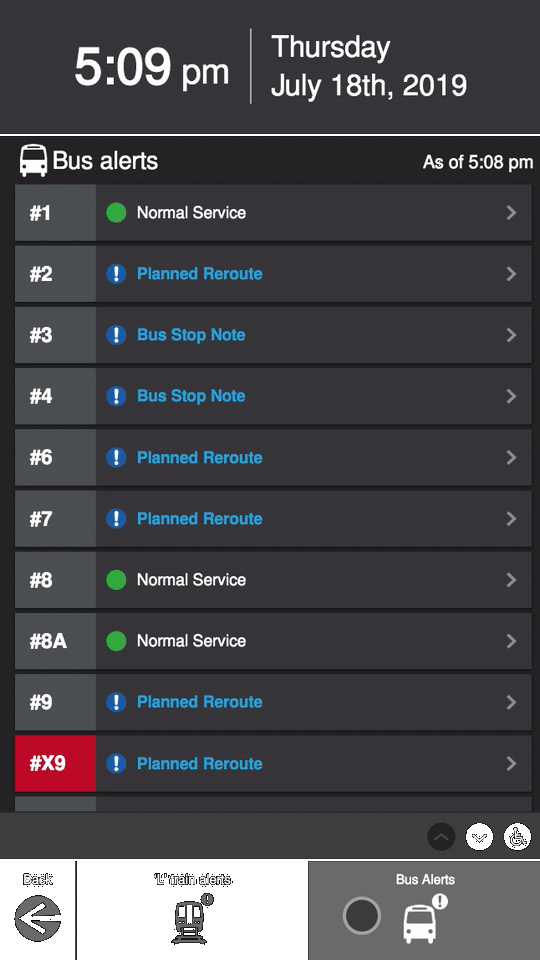 5:09 pm
Thursday
July 18th, 2019
Bus alerts
As of 5:08 pm
#1 Normal Service
#2 Planned Reroute
#3 Bus Stop Note
#4 Bus Stop Note
#6 Planned Reroute
#7 Planned Reroute
#8 Normal Service
#8A Normal Service
#9 Planned Reroute
#X9 Planned Reroute
Back
'L' train alerts
Bus Alerts